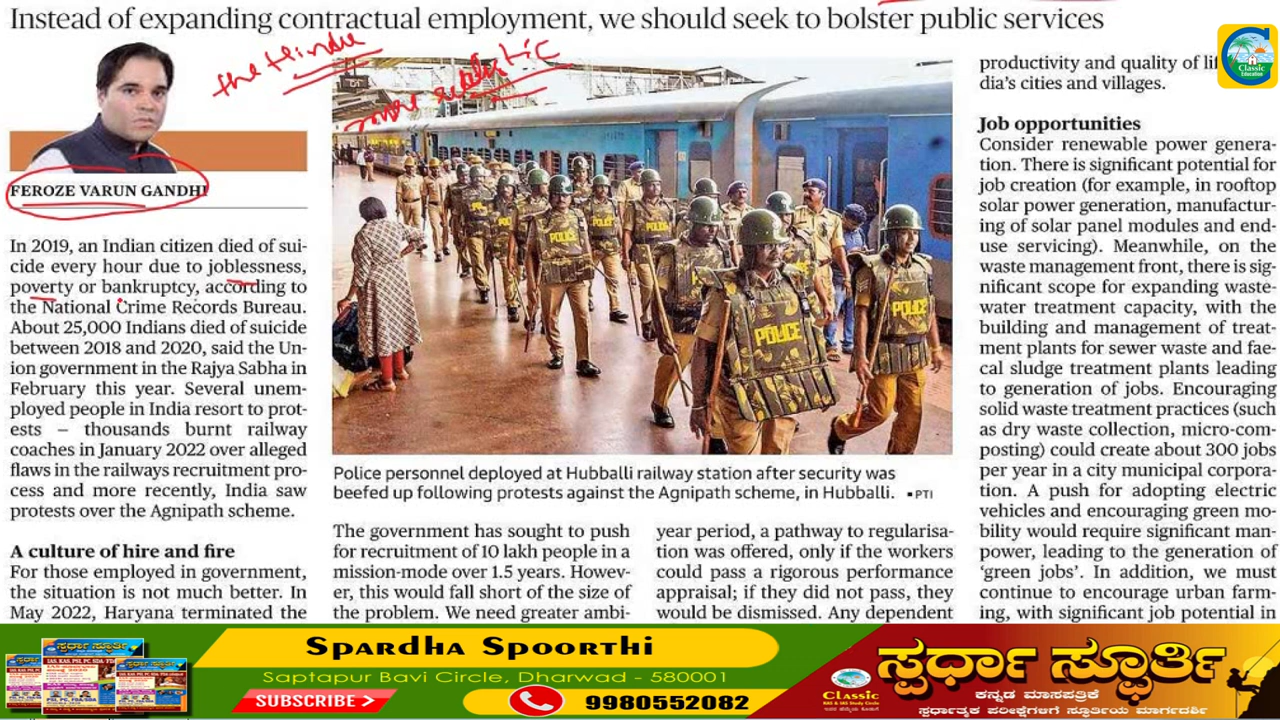 Instead of expanding contractual employment, we should seek to bolster public services
the Hindu
FEROZE VARUN GANDHI
In 2019, an Indian citizen died of sui-
cide every hour due to joblessness,
poverty or bankruptcy, according to
the National Crime Records Bureau.
About 25,000 Indians died of suicide
between 2018 and 2020, said the Un-
ion government in the Rajya Sabha in
February this year. Several unem-
ployed people in India resort to prot-
ests – thousands burnt railway
coaches in January 2022 over alleged
flaws in the railways recruitment pro-
cess and more recently, India saw
protests over the Agnipath scheme.
A culture of hire and fire
For those employed in government,
the situation is not much better. In
May 2022, Haryana terminated the
POLICE
POLICE
POLICE
POLICE
POLICE
Police personnel deployed at Hubballi railway station after security was
beefed up following protests against the Agnipath scheme, in Hubballi. ▪ PTI
The government has sought to push
for recruitment of 10 lakh people in a
mission-mode over 1.5 years. Howev-
er, this would fall short of the size of
the problem. We need greater ambi-
year period, a pathway to regularisa-
tion was offered, only if the workers
could pass a rigorous performance
appraisal; if they did not pass, they
would be dismissed. Any dependent
productivity and quality of
dia's cities and villages.
Job opportunities
Consider renewable power genera-
tion. There is significant potential for
job creation (for example, in rooftop
solar power generation, manufactur-
ing of solar panel modules and end-
use servicing). Meanwhile, on the
waste management front, there is sig-
nificant scope for expanding waste-
water treatment capacity, with the
building and management of treat-
ment plants for sewer waste and fae-
cal sludge treatment plants leading
to generation of jobs. Encouraging
solid waste treatment practices (such
as dry waste collection, micro-com-
posting) could create about 300 jobs
per year in a city municipal corpora-
tion. A push for adopting electric
vehicles and encouraging green mo-
bility would require significant man-
power, leading to the generation of
'green jobs'. In addition, we must
continue to encourage urban farm-
ing, with significant job potential in
Classic
Education
Spardha Spoorthi
Saptapur Bavi Circle, Dharwad - 580001
SUBSCRIBE
9980552082
Classic
KAS & IAS Study Circle
ಸ್ಪರ್ಧಾ ಸ್ಫೂರ್ತಿ
ಕನ್ನಡ ಮಾಸಪತ್ರಿಕೆ
ಸ್ಪರ್ಧಾತ್ಮಕ ಪರೀಕ್ಷೆಗಳಿಗೆ ಸ್ಫೂರ್ತಿಯ ಮಾರ್ಗದರ್ಶಿ